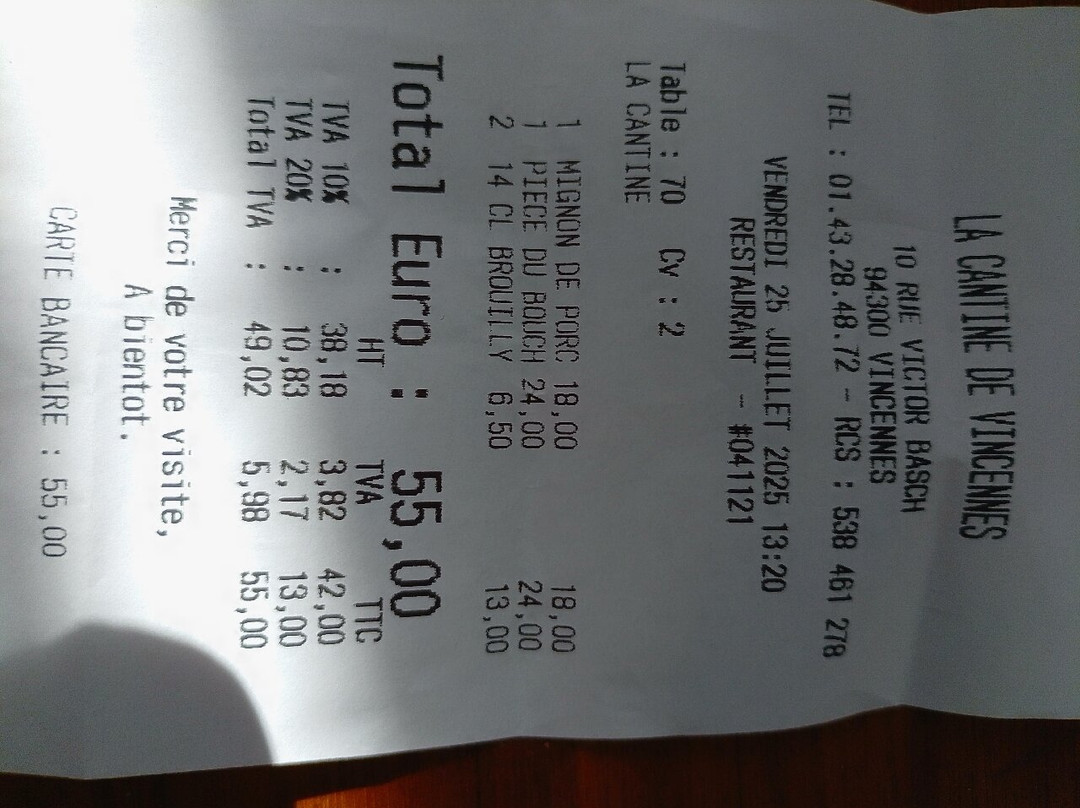 LA CANTINE DE VINCENNES
10 RUE VICTOR BASCH
94300 VINCENNES
TEL : 01.43.28.48.72 - RCS : 538 461 278
VENDREDI 25 JUILLET 2025 13:20
RESTAURANT - #041121
Table : 70 Cv : 2
LA CANTINE
1 MIGNON DE PORC 18,00 18,00
1 PIECE DU BOUCH 24,00 24,00
2 14 CL BROUILLY 6,50 13,00
Total Euro : 55,00
HT TVA TTC
TVA 10% : 38,18 3,82 42,00
TVA 20% : 10,83 2,17 13,00
Total TVA : 49,02 5,98 55,00
Merci de votre visite,
A bientot.
CARTE BANCAIRE : 55,00